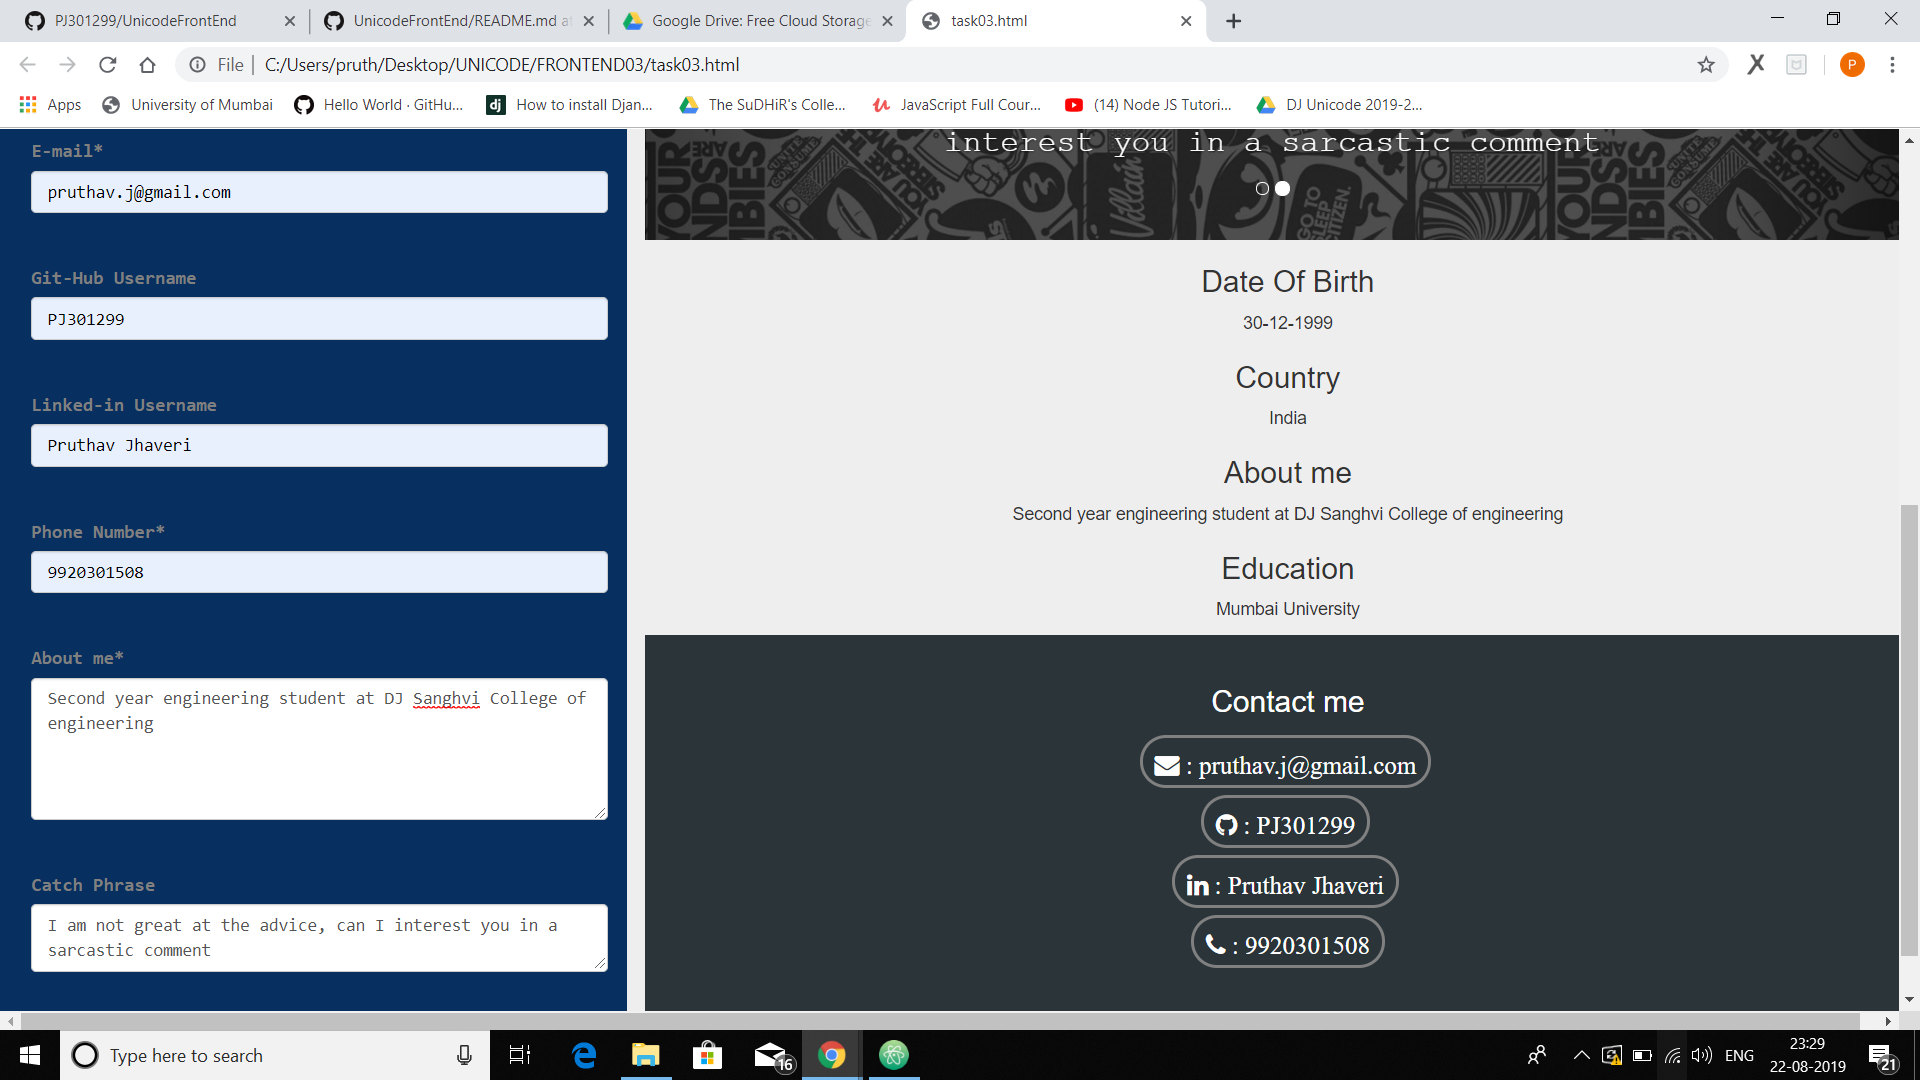 PJ301299/UnicodeFrontEnd
UnicodeFrontEnd/README.md a
Google Drive: Free Cloud Storage
task03.html
File
C:/Users/pruth/Desktop/UNICODE/FRONTEND03/task03.html
P
Apps
University of Mumbai
Hello World · GitHu...
dj
How to install Djan...
The SuDHiR's Colle...
JavaScript Full Cour...
(14) Node JS Tutori...
DJ Unicode 2019-2...
E-mail*
pruthav.j@gmail.com
Git-Hub Username
PJ301299
Linked-in Username
Pruthav Jhaveri
Phone Number*
9920301508
About me*
Second year engineering student at DJ Sanghvi College of
engineering
Catch Phrase
I am not great at the advice, can I interest you in a
sarcastic comment
interest you in a sarcastic comment
Villain
GO TO
SLEEP
CITIZEN
Date Of Birth
30-12-1999
Country
India
About me
Second year engineering student at DJ Sanghvi College of engineering
Education
Mumbai University
Contact me
: pruthav.j@gmail.com
: PJ301299
in : Pruthav Jhaveri
: 9920301508
Type here to search
16
ENG
23:29
22-08-2019
21